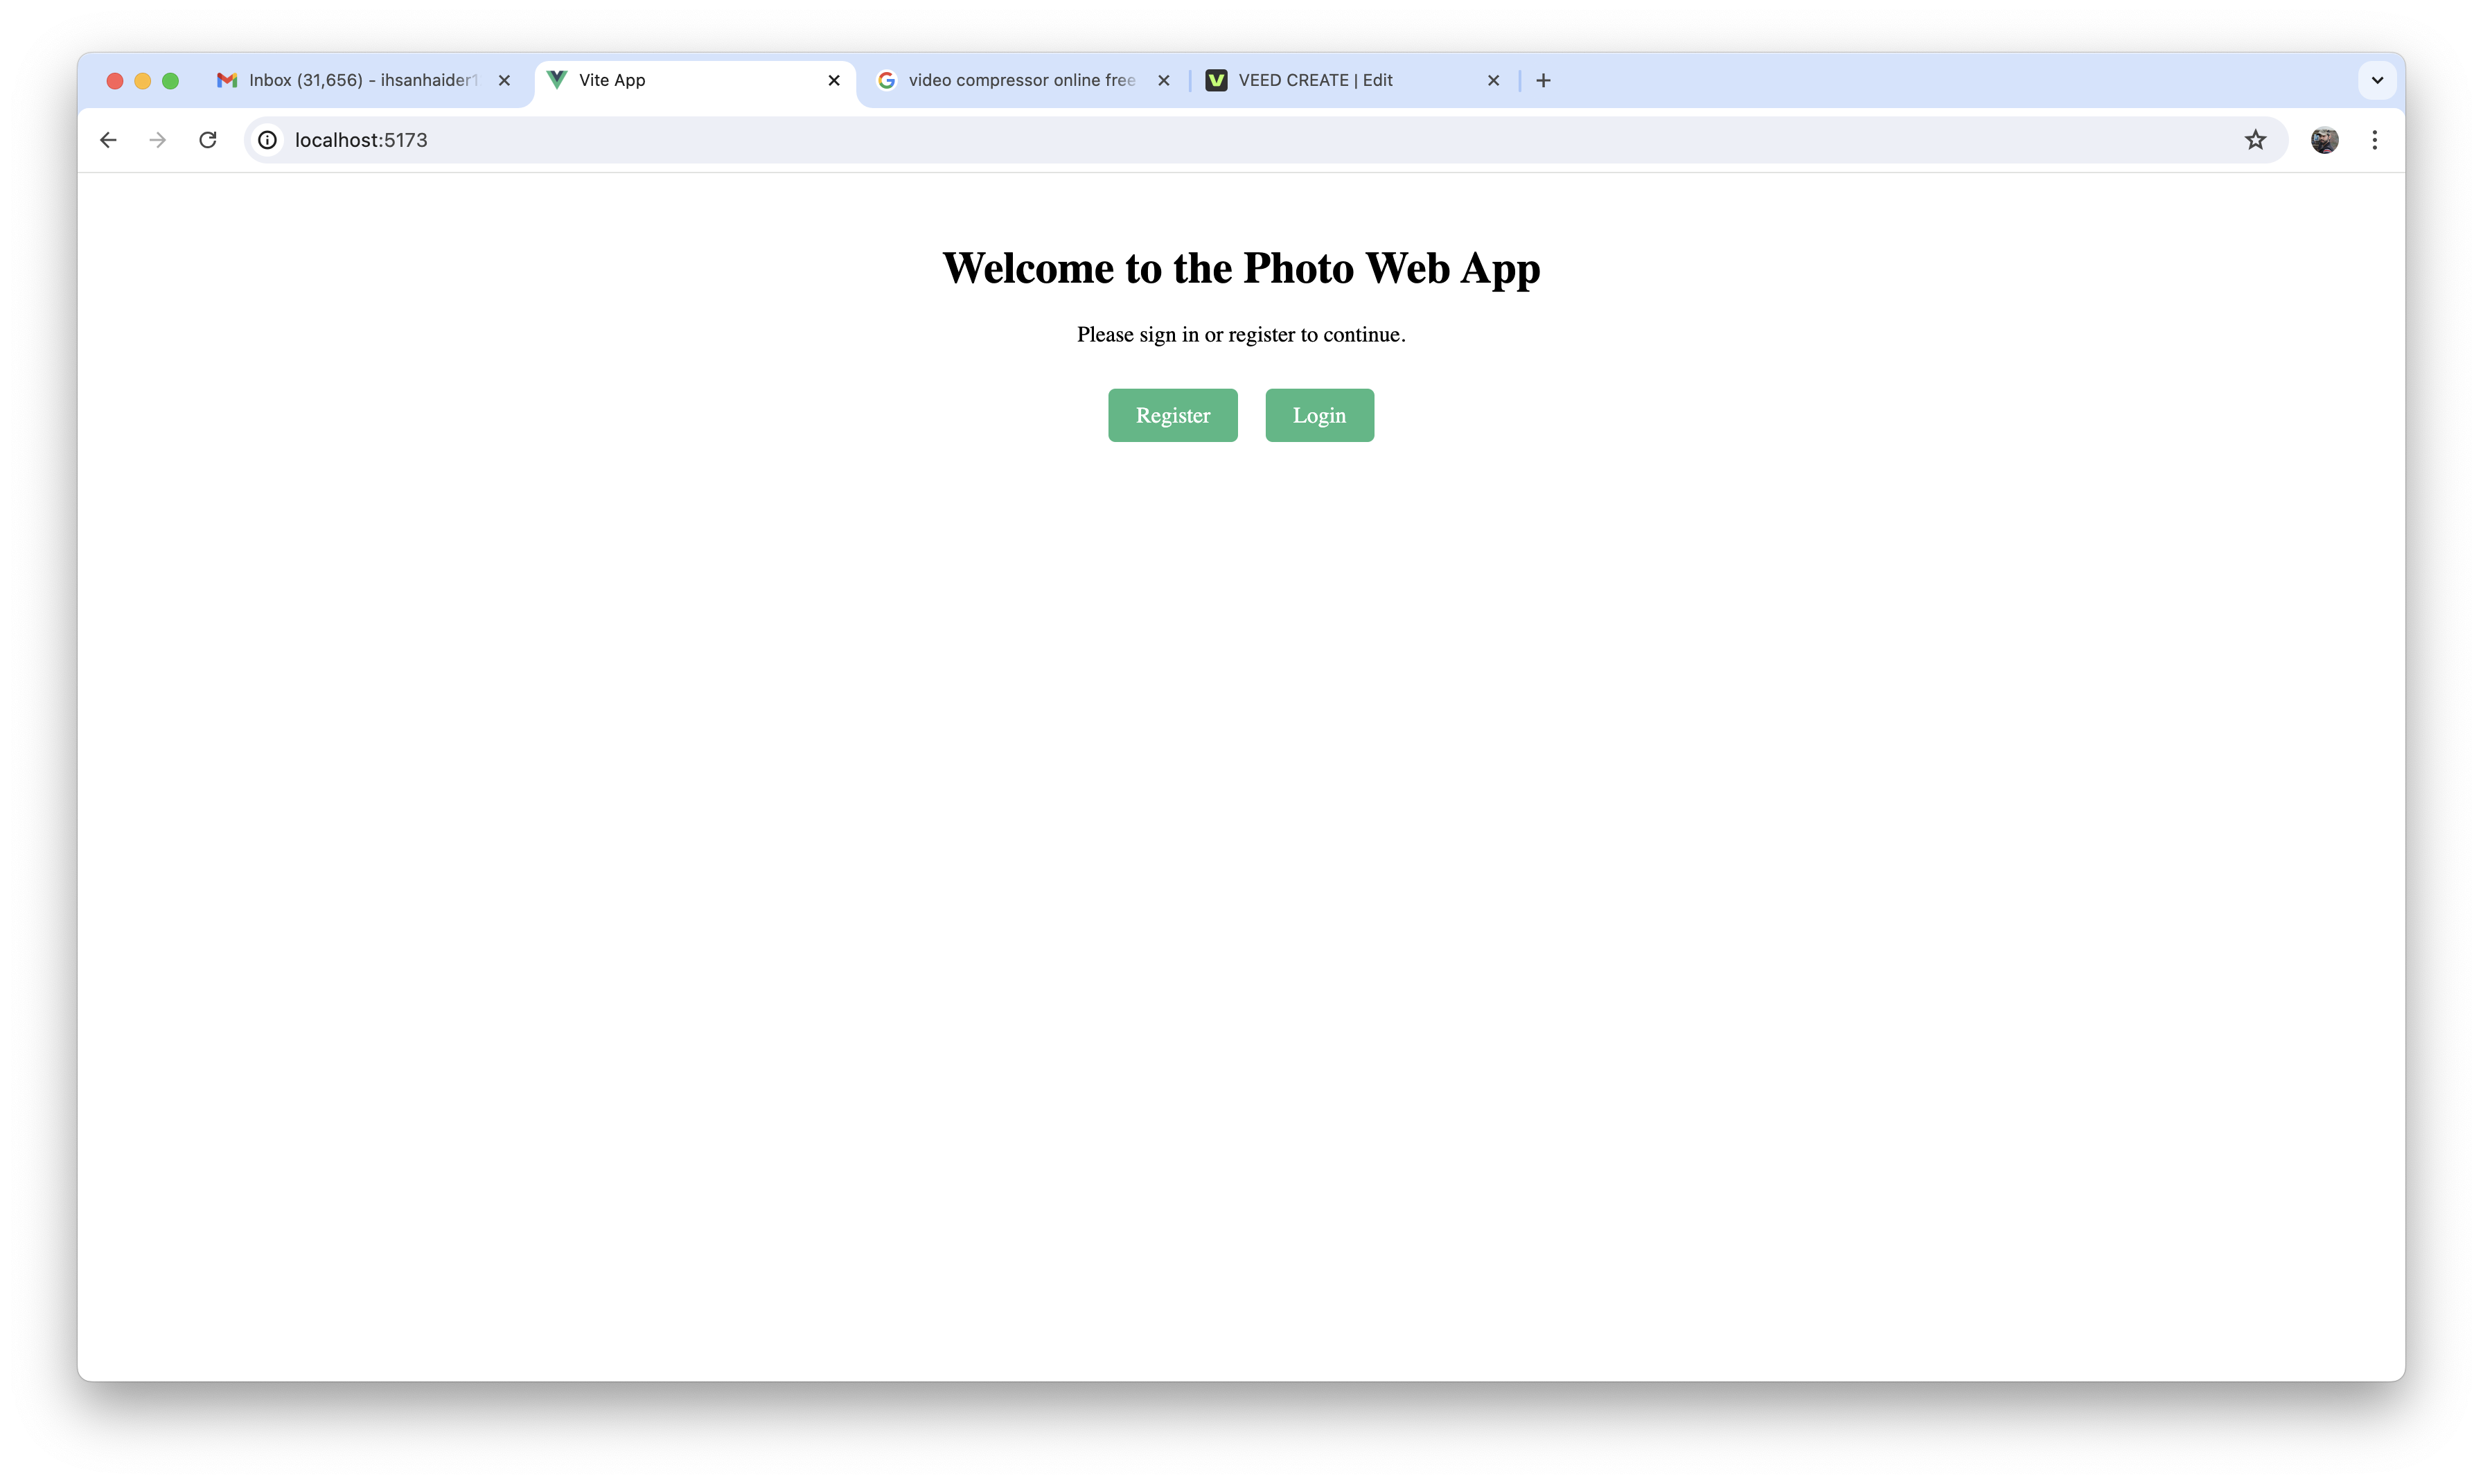 Inbox (31,656) - ihsanhaider1
Vite App
video compressor online free
VEED CREATE | Edit
localhost:5173
Welcome to the Photo Web App
Please sign in or register to continue.
Register
Login